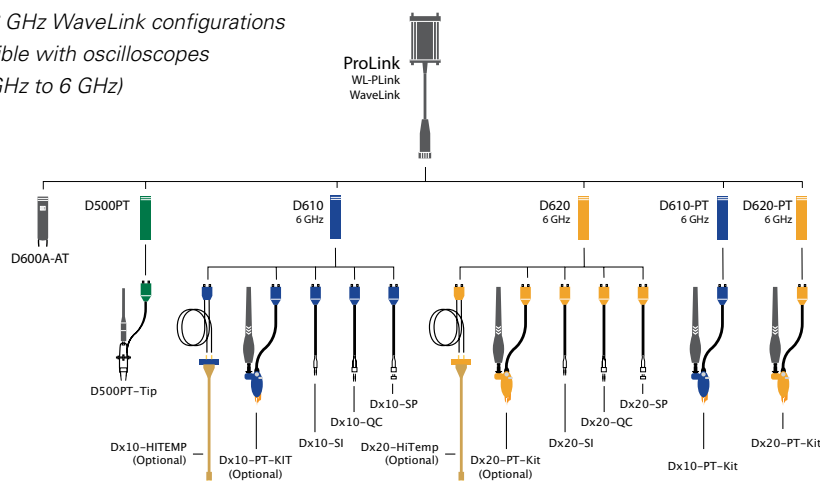 GHz WaveLink configurations
ible with oscilloscopes
GHz to 6 GHz)
ProLink
WL-PLink
WaveLink
D600A-AT
D500PT
D610
6 GHz
D620
6 GHz
D610-PT
6 GHz
D620-PT
6 GHz
D500PT-Tip
Dx10-HITEMP
(Optional)
Dx10-PT-KIT
(Optional)
Dx10-SI
Dx10-QC
Dx10-SP
Dx20-HiTemp
(Optional)
Dx20-PT-Kit
(Optional)
Dx20-SI
Dx20-QC
Dx20-SP
Dx10-PT-Kit
Dx20-PT-Kit